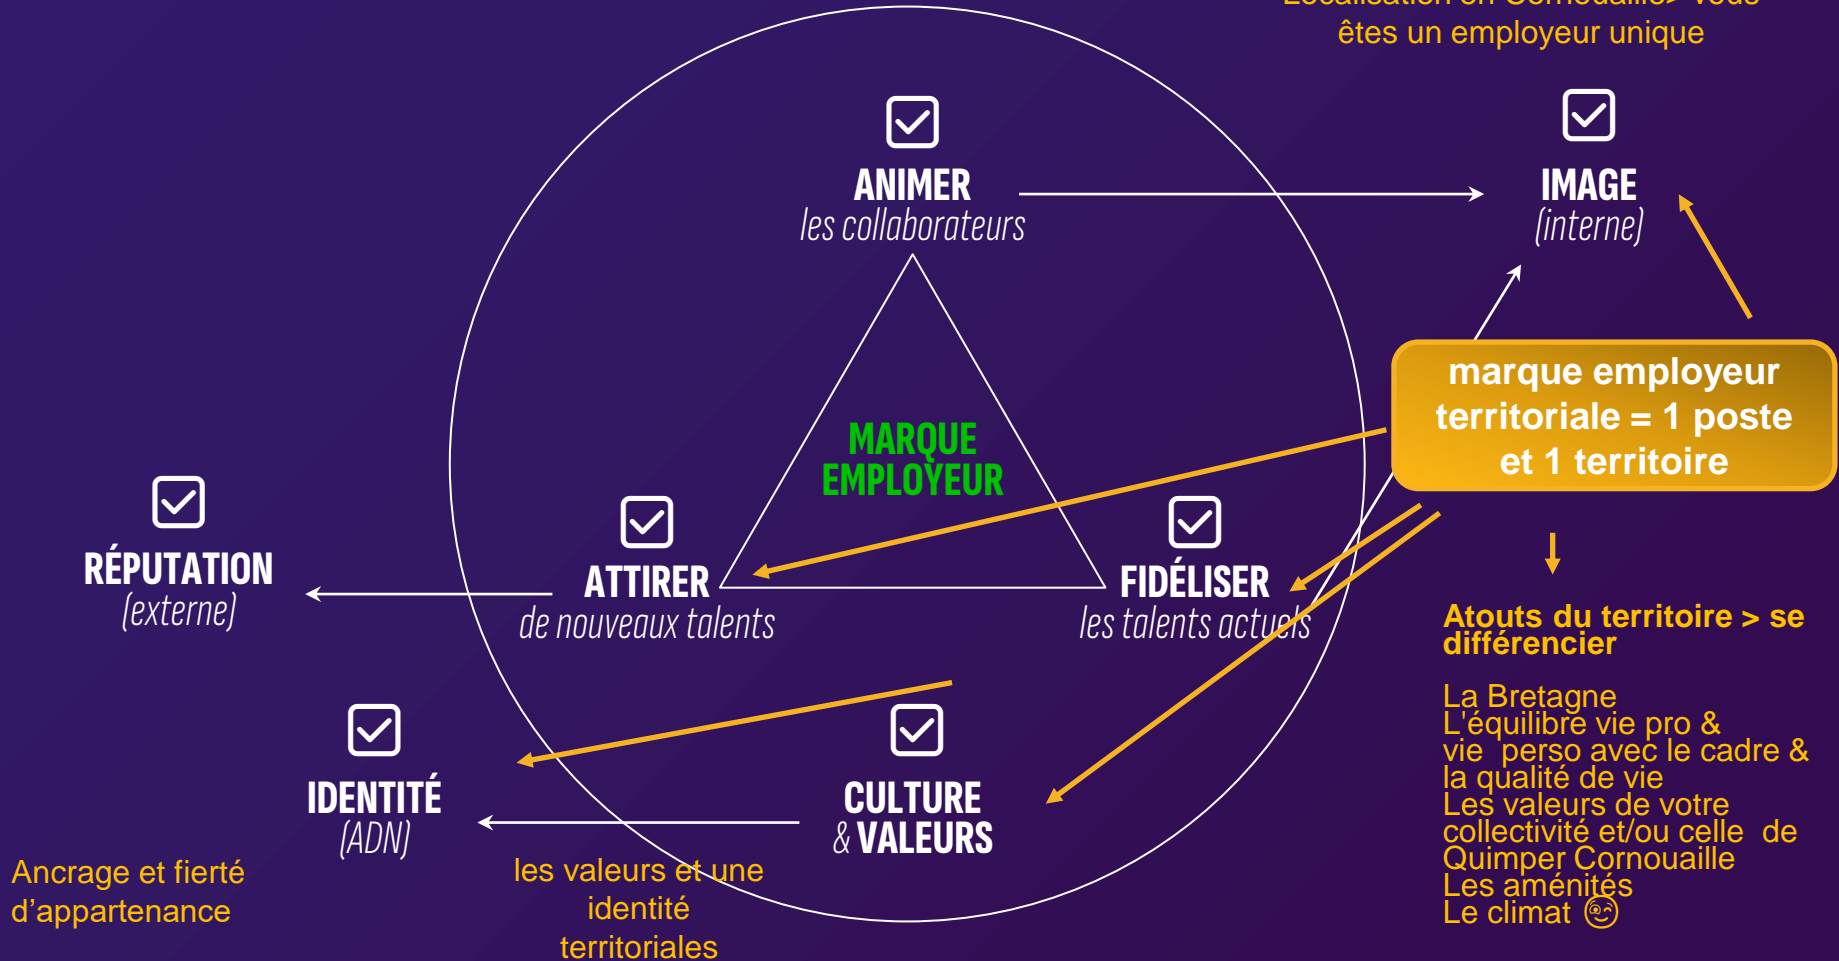 Localisation en Cornouaille> vous
êtes un employeur unique
ANIMER
les collaborateurs
IMAGE
(interne)
marque employeur
territoriale = 1 poste
et 1 territoire
MARQUE
EMPLOYEUR
RÉPUTATION
(externe)
ATTIRER
de nouveaux talents
FIDÉLISER
les talents actuels
Atouts du territoire > se
différencier
La Bretagne
L'équilibre vie pro &
vie perso avec le cadre &
la qualité de vie
Les valeurs de votre
collectivité et/ou celle de
Quimper Cornouaille
Les aménités
Le climat 😉
IDENTITÉ
(ADN)
CULTURE
& VALEURS
Ancrage et fierté
d’appartenance
les valeurs et une
identité
territoriales